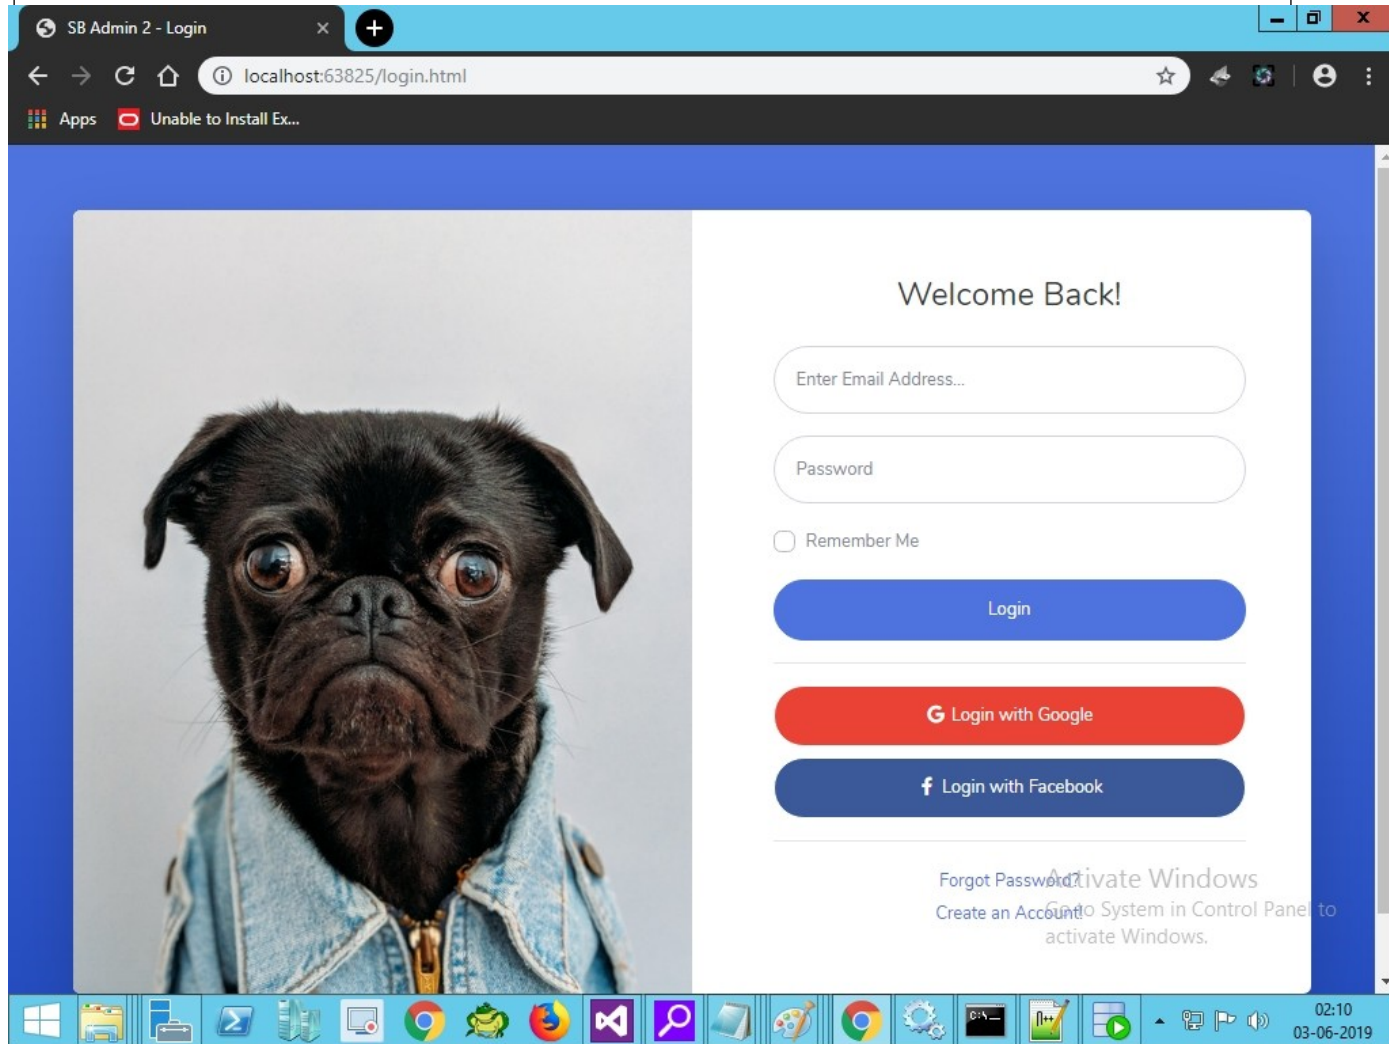 SB Admin 2 - Login
localhost:63825/login.html
Apps
Unable to Install Ex...
Welcome Back!
Enter Email Address...
Password
Remember Me
Login
G Login with Google
f Login with Facebook
Forgot Password?
Create an Account!
Activate Windows
Go to System in Control Panel to
activate Windows.
02:10
03-06-2019